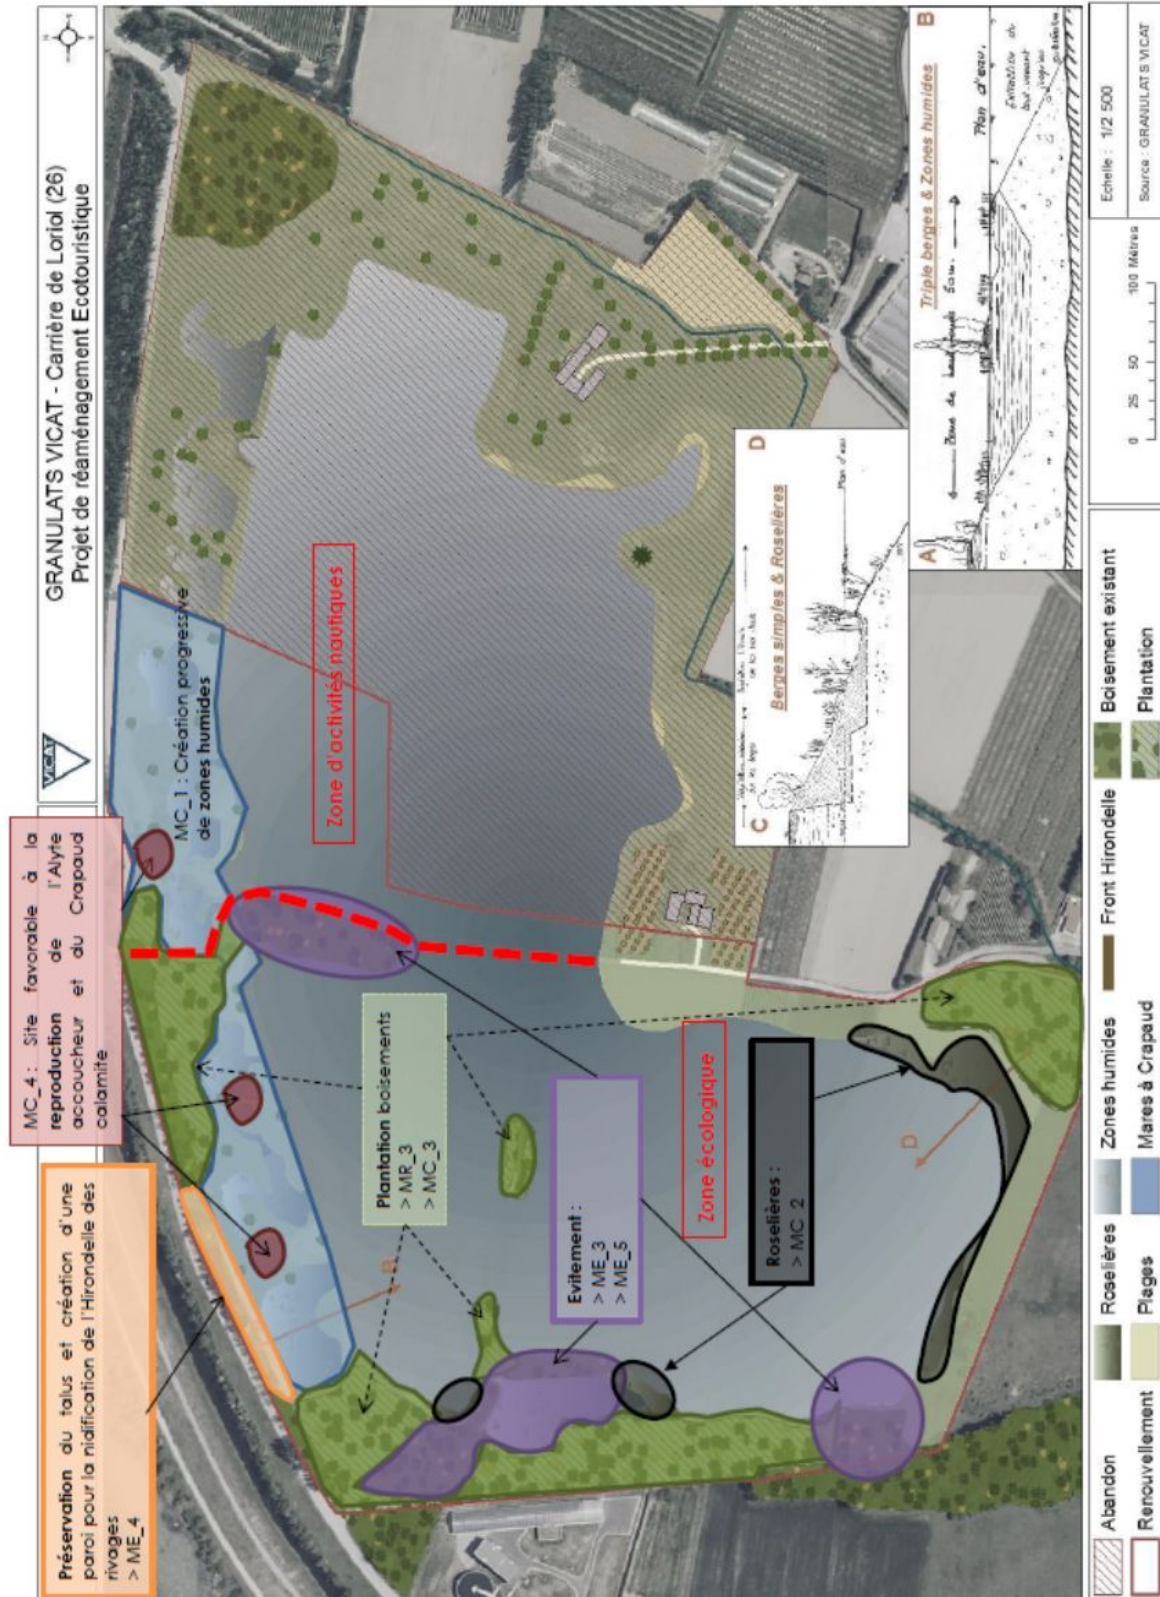 GRANULATS VICAT - Carrière de Loriol (26)
Projet de réaménagement Ecotouristique
VICAT
N
MC_4 : Site favorable à la
reproduction de l'Alyte
accoucheur et du Crapaud
calamite
Préservation du talus et création d'une
paroi pour la nidification de l'Hirondelle des
rivages
> ME_4
MC_1 : Création progressive
de zones humides
Zone d'activités nautiques
Plantation boisements
> MR_3
> MC_3
Evitement :
> ME_3
> ME_5
Zone écologique
Roselières :
> MC_2
B
D
C
D
Berges simples & Roselières
Plan d'eau
A
B
Triple berges & Zones humides
Zone de
Plan d'eau.
Abandon
Renouvellement
Roselières
Plages
Zones humides
Mares à Crapaud
Front Hirondelle
Boisement existant
Plantation
0 25 50 100 Mètres
Echelle : 1/2 500
Source : GRANULATS VICAT